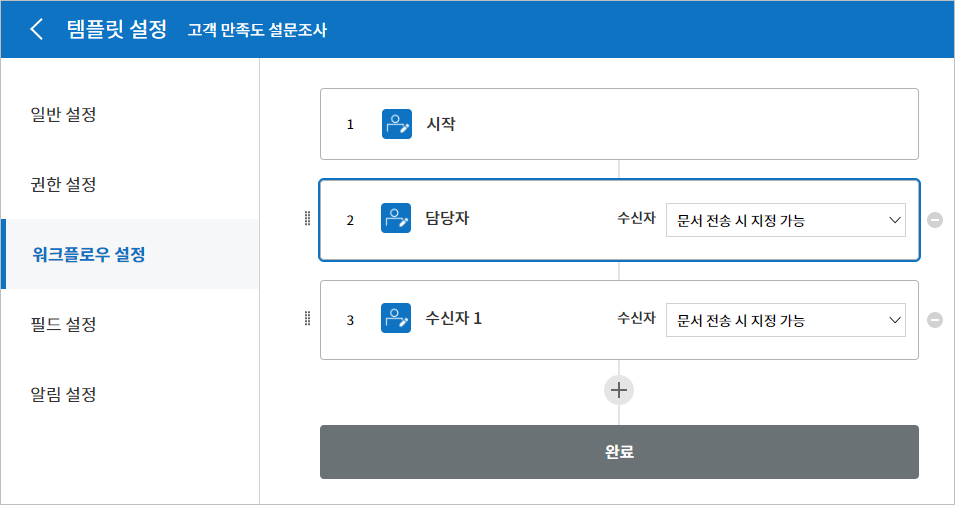 템플릿 설정 고객 만족도 설문조사
일반 설정
권한 설정
워크플로우 설정
필드 설정
알림 설정
1 시작
2 담당자 수신자 문서 전송 시 지정 가능
3 수신자 1 수신자 문서 전송 시 지정 가능
완료